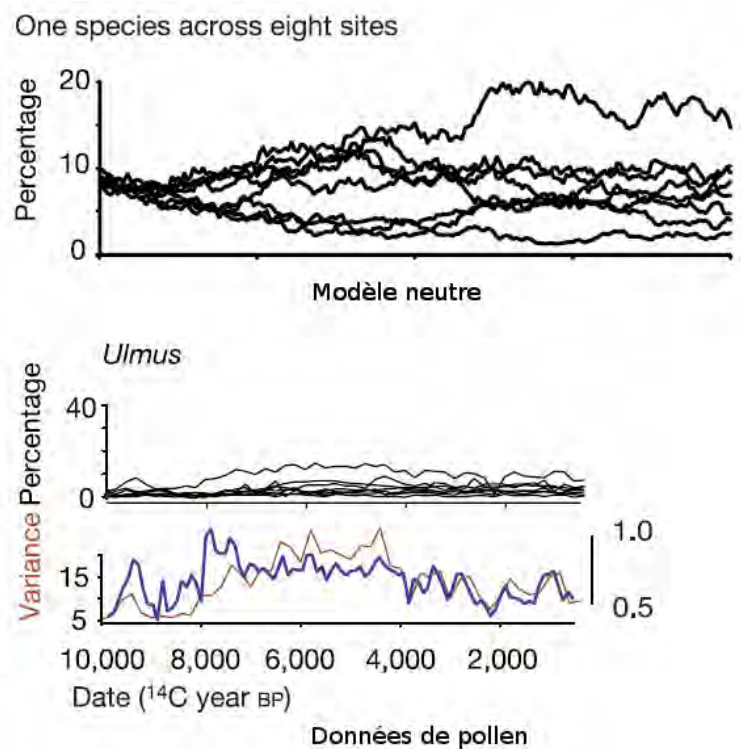 One species across eight sites
Percentage
20
10
0
Modèle neutre
Ulmus
Variance Percentage
40
0
15
5
1.0
0.5
10,000 8,000 6,000 4,000 2,000
Date (¹⁴C year BP)
Données de pollen